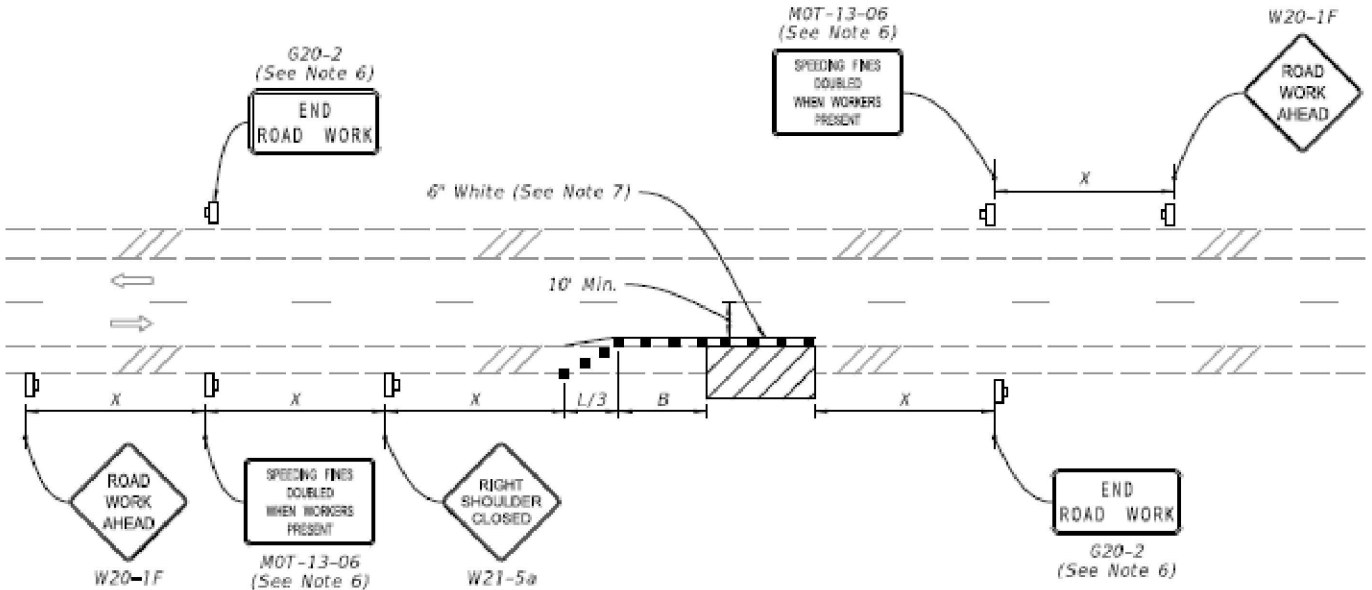 MOT-13-06
(See Note 6)
W20-1F
G20-2
(See Note 6)
SPEEDING FINES
DOUBLED
WHEN WORKERS
PRESENT
ROAD
WORK
AHEAD
END
ROAD WORK
X
6" White (See Note 7)
10' Min.
X
X
X
L/3
B
X
ROAD
WORK
AHEAD
SPEEDING FINES
DOUBLED
WHEN WORKERS
PRESENT
RIGHT
SHOULDER
CLOSED
END
ROAD WORK
W20-1F
MOT-13-06
(See Note 6)
W21-5a
G20-2
(See Note 6)